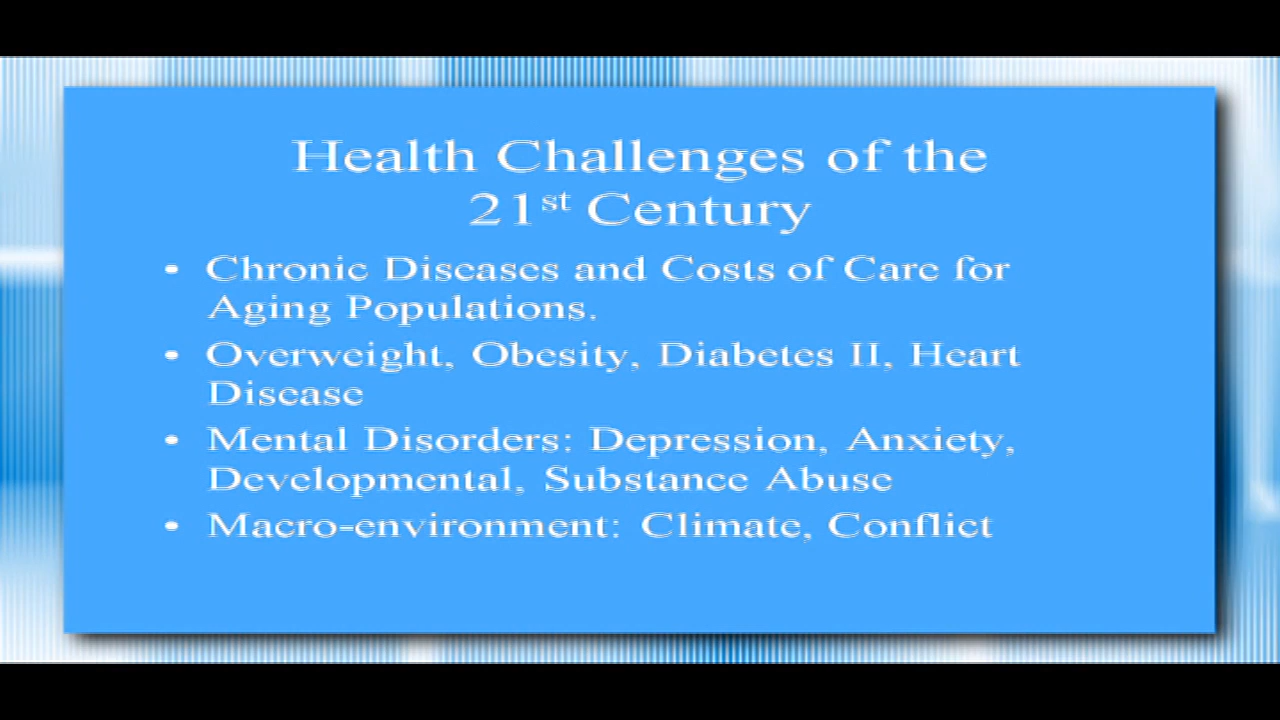 Health Challenges of the
21st Century
• Chronic Diseases and Costs of Care for
Aging Populations.
• Overweight, Obesity, Diabetes II, Heart
Disease
• Mental Disorders: Depression, Anxiety,
Developmental, Substance Abuse
• Macro-environment: Climate, Conflict